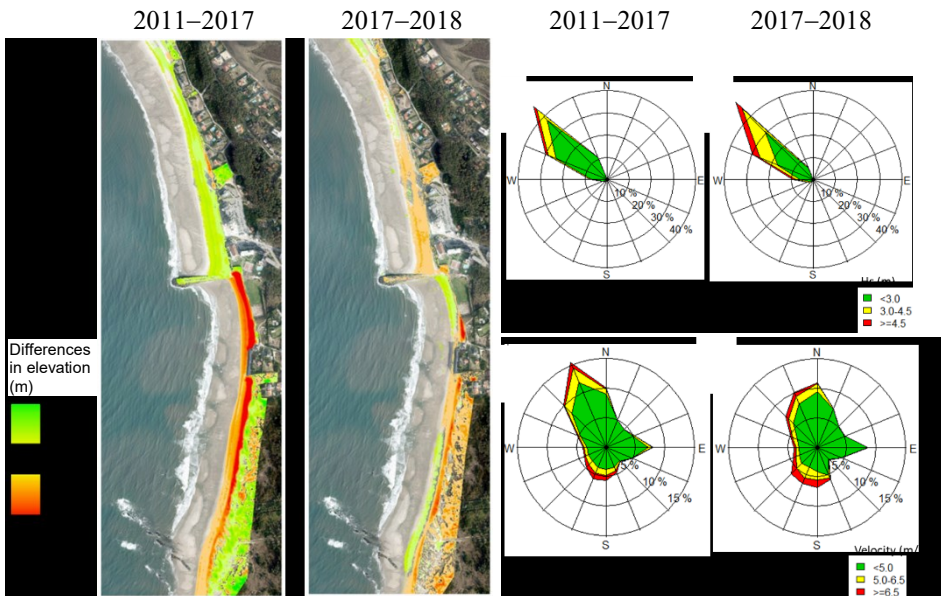 2011–2017
2017–2018
2011–2017
2017–2018
N
W
E
S
10 %
20 %
30 %
40 %
N
W
E
S
10 %
20 %
30 %
40 %
Hs (m)
<3.0
3.0-4.5
>=4.5
Differences
in elevation
(m)
N
W
E
S
5 %
10 %
15 %
N
W
E
S
5 %
10 %
15 %
Velocity (m/
<5.0
5.0-6.5
>=6.5